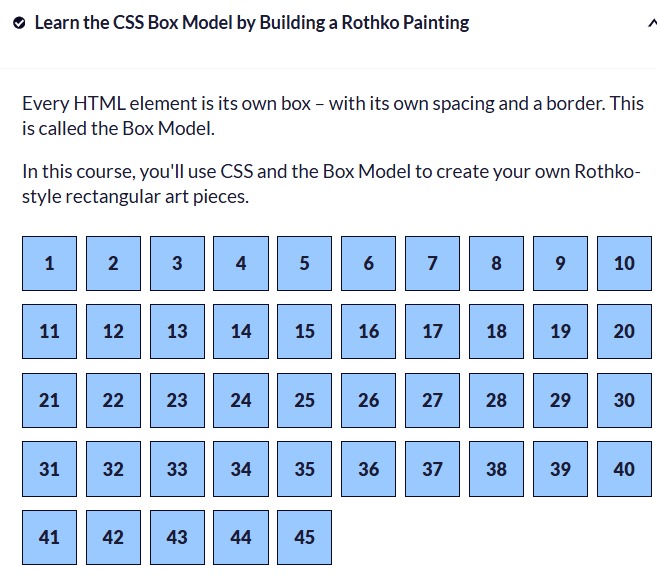 Learn the CSS Box Model by Building a Rothko Painting
Every HTML element is its own box – with its own spacing and a border. This
is called the Box Model.
In this course, you'll use CSS and the Box Model to create your own Rothko-
style rectangular art pieces.
1 2 3 4 5 6 7 8 9 10
11 12 13 14 15 16 17 18 19 20
21 22 23 24 25 26 27 28 29 30
31 32 33 34 35 36 37 38 39 40
41 42 43 44 45